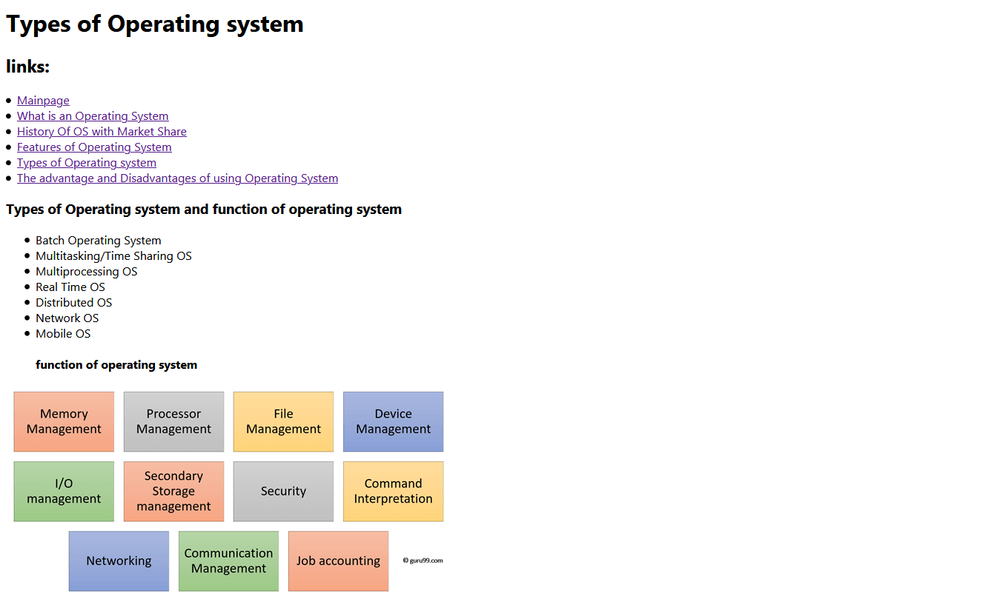 Types of Operating system
links:
Mainpage
What is an Operating System
History Of OS with Market Share
Features of Operating System
Types of Operating system
The advantage and Disadvantages of using Operating System
Types of Operating system and function of operating system
Batch Operating System
Multitasking/Time Sharing OS
Multiprocessing OS
Real Time OS
Distributed OS
Network OS
Mobile OS
function of operating system
Memory
Management
Processor
Management
File
Management
Device
Management
I/O
management
Secondary
Storage
management
Security
Command
Interpretation
Networking
Communication
Management
Job accounting
© guru99.com